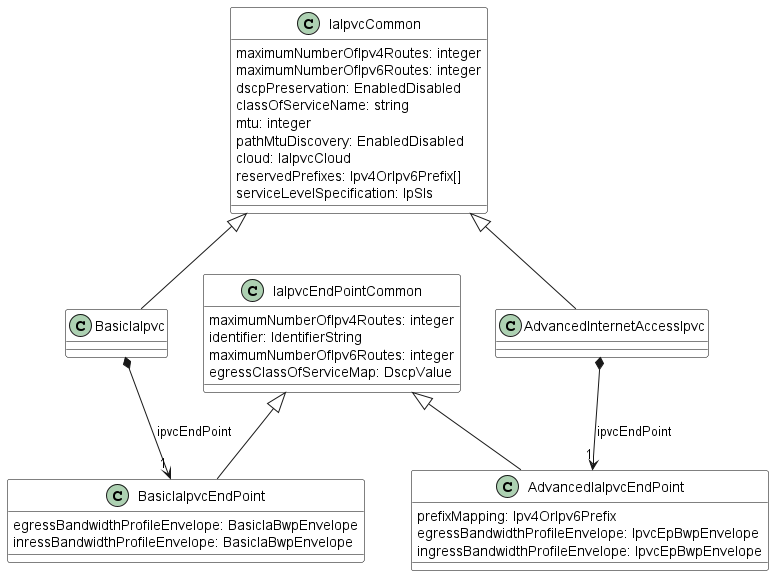 C IaIpvcCommon
maximumNumberOfIpv4Routes: integer
maximumNumberOfIpv6Routes: integer
dscpPreservation: EnabledDisabled
classOfServiceName: string
mtu: integer
pathMtuDiscovery: EnabledDisabled
cloud: IaIpvcCloud
reservedPrefixes: Ipv4OrIpv6Prefix[]
serviceLevelSpecification: IpSls
C BasicIaIpvc
C IaIpvcEndPointCommon
maximumNumberOfIpv4Routes: integer
identifier: IdentifierString
maximumNumberOfIpv6Routes: integer
egressClassOfServiceMap: DscpValue
C AdvancedInternetAccessIpvc
ipvcEndPoint
1
ipvcEndPoint
1
C BasicIaIpvcEndPoint
egressBandwidthProfileEnvelope: BasicIaBwpEnvelope
inressBandwidthProfileEnvelope: BasicIaBwpEnvelope
C AdvancedIaIpvcEndPoint
prefixMapping: Ipv4OrIpv6Prefix
egressBandwidthProfileEnvelope: IpvcEpBwpEnvelope
ingressBandwidthProfileEnvelope: IpvcEpBwpEnvelope